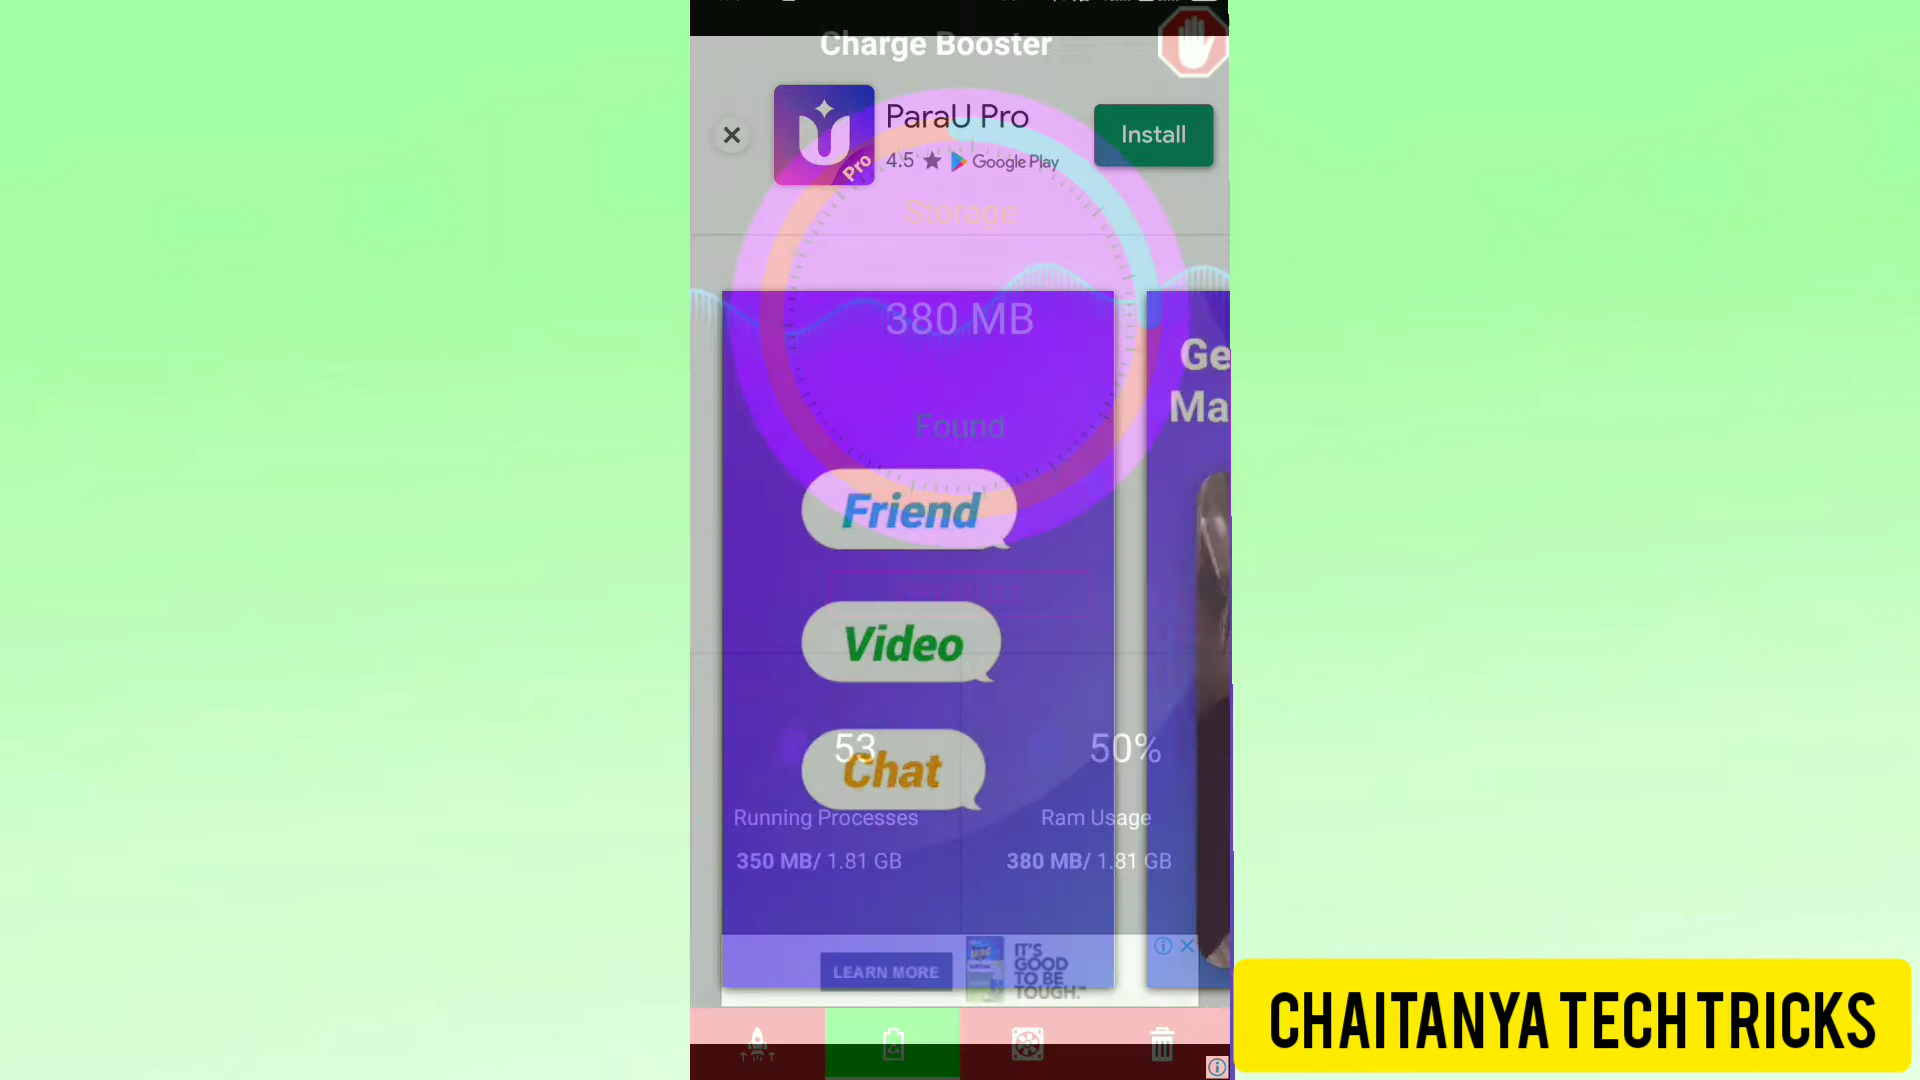 Charge Booster
ParaU Pro
Install
4.5 ★ Google Play
Pro
Storage
380 MB
Ge
Ma
Found
Friend
Video
53
50%
Chat
Running Processes
Ram Usage
350 MB/ 1.81 GB
380 MB/ 1.81 GB
LEARN MORE
IT'S
GOOD
TO BE
TOUGH.™
CHAITANYA TECH TRICKS